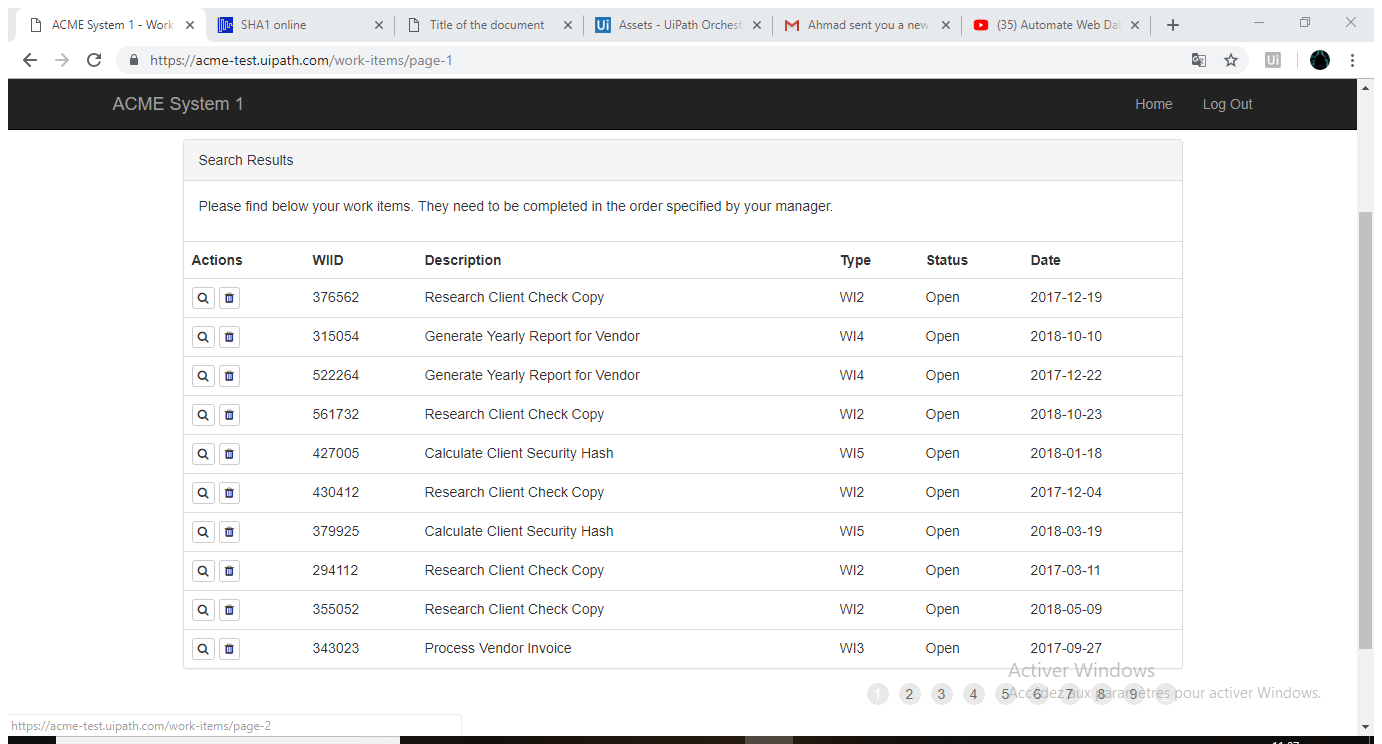 ACME System 1 - Work
SHA1 online
Title of the document
Ui Assets - UiPath Orchest
Ahmad sent you a new
(35) Automate Web Dat
https://acme-test.uipath.com/work-items/page-1
Ui
ACME System 1 Home Log Out
Search Results
Please find below your work items. They need to be completed in the order specified by your manager.
Actions WIID Description Type Status Date
376562 Research Client Check Copy WI2 Open 2017-12-19
315054 Generate Yearly Report for Vendor WI4 Open 2018-10-10
522264 Generate Yearly Report for Vendor WI4 Open 2017-12-22
561732 Research Client Check Copy WI2 Open 2018-10-23
427005 Calculate Client Security Hash WI5 Open 2018-01-18
430412 Research Client Check Copy WI2 Open 2017-12-04
379925 Calculate Client Security Hash WI5 Open 2018-03-19
294112 Research Client Check Copy WI2 Open 2017-03-11
355052 Research Client Check Copy WI2 Open 2018-05-09
343023 Process Vendor Invoice WI3 Open 2017-09-27
Activer Windows
1 2 3 4 5 6 7 8 9
Accédez aux paramètres pour activer Windows.
https://acme-test.uipath.com/work-items/page-2